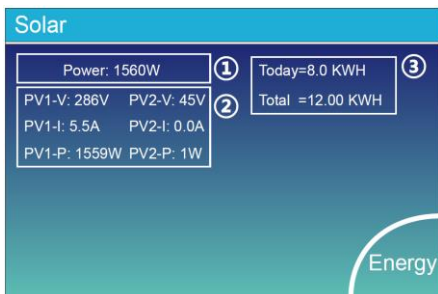 Solar
Power: 1560W ①
PV1-V: 286V PV2-V: 45V ②
PV1-I: 5.5A PV2-I: 0.0A
PV1-P: 1559W PV2-P: 1W
Today=8.0 KWH ③
Total =12.00 KWH
Energy